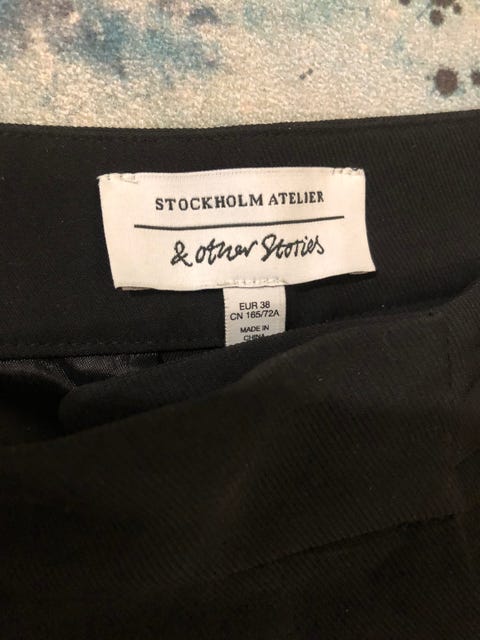 STOCKHOLM ATELIER
& other Stories
EUR 38
CN 165/72A
MADE IN
CHINA